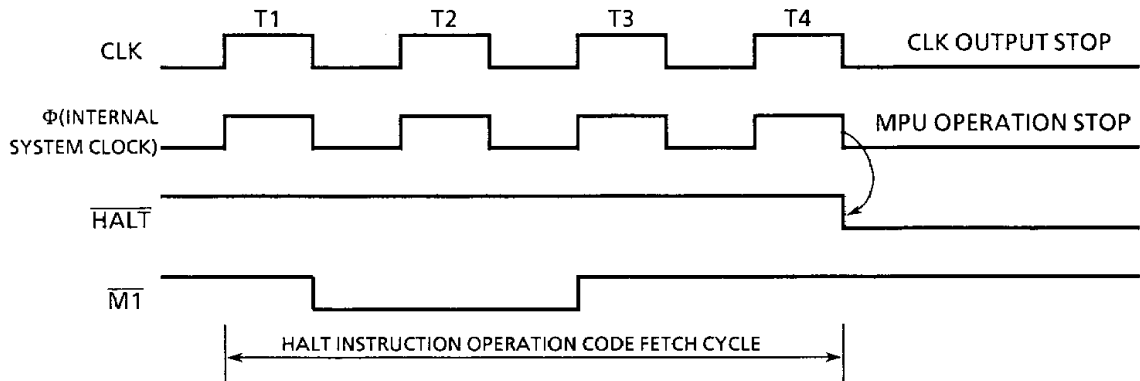 T1 T2 T3 T4
CLK
CLK OUTPUT STOP
Φ(INTERNAL
SYSTEM CLOCK)
MPU OPERATION STOP
HALT
M1
HALT INSTRUCTION OPERATION CODE FETCH CYCLE